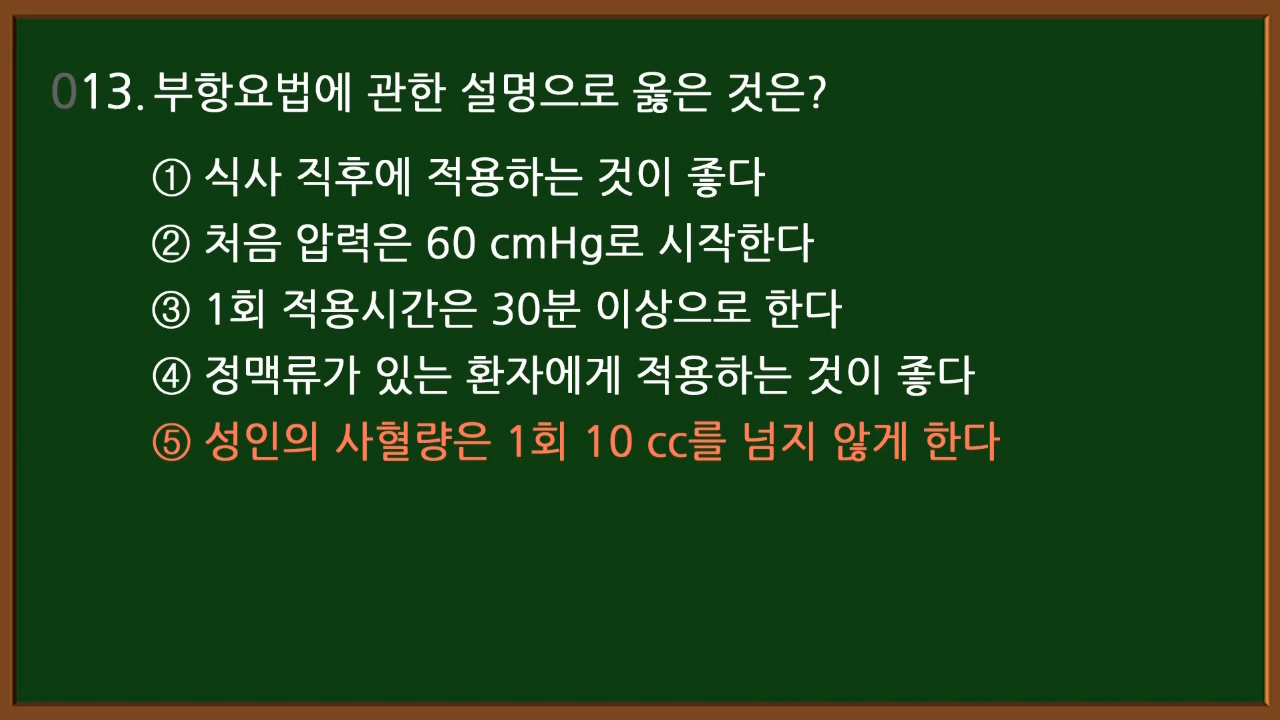 013. 부항요법에 관한 설명으로 옳은 것은?
① 식사 직후에 적용하는 것이 좋다
② 처음 압력은 60 cmHg로 시작한다
③ 1회 적용시간은 30분 이상으로 한다
④ 정맥류가 있는 환자에게 적용하는 것이 좋다
⑤ 성인의 사혈량은 1회 10 cc를 넘지 않게 한다